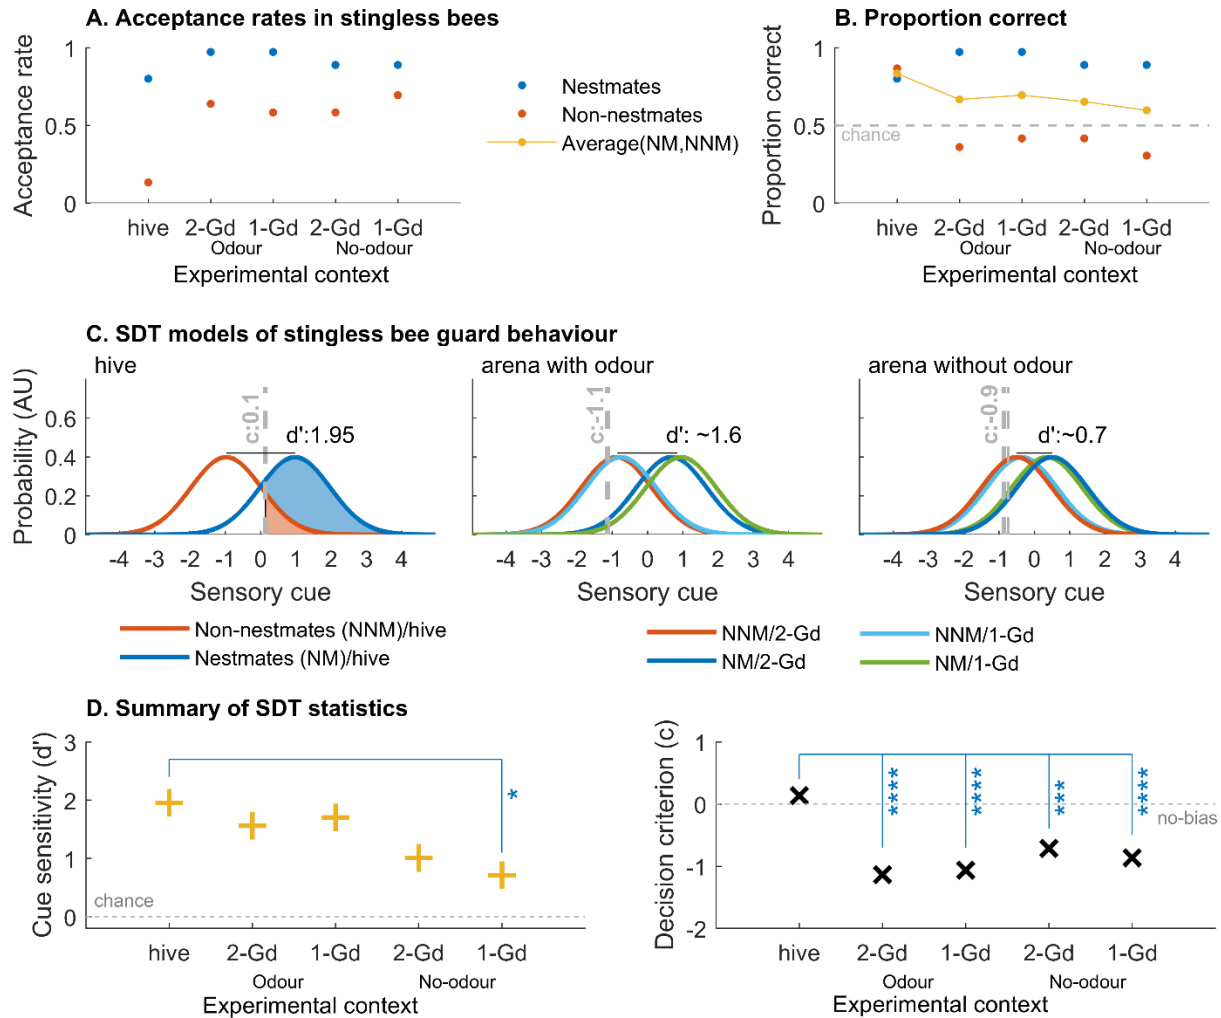 A. Acceptance rates in stingless bees
Acceptance rate
1
0.5
0
hive 2-Gd 1-Gd 2-Gd 1-Gd
Odour No-odour
Experimental context
Nestmates
Non-nestmates
Average(NM,NNM)
B. Proportion correct
Proportion correct
1
0.5
0
chance
hive 2-Gd 1-Gd 2-Gd 1-Gd
Odour No-odour
Experimental context
C. SDT models of stingless bee guard behaviour
hive
Probability (AU)
0.6
0.4
0.2
0
c:0.1
d':1.95
-4 -3 -2 -1 0 1 2 3 4
Sensory cue
Non-nestmates (NNM)/hive
Nestmates (NM)/hive
arena with odour
c:-1.1
d': ~1.6
-4 -3 -2 -1 0 1 2 3 4
Sensory cue
arena without odour
c:-0.9
d':~0.7
-4 -3 -2 -1 0 1 2 3 4
Sensory cue
NNM/2-Gd NNM/1-Gd
NM/2-Gd NM/1-Gd
D. Summary of SDT statistics
Cue sensitivity (d')
3
2
1
0
chance
*
hive 2-Gd 1-Gd 2-Gd 1-Gd
Odour No-odour
Experimental context
Decision criterion (c)
1
0
-1
-2
**** **** *** ****
no-bias
hive 2-Gd 1-Gd 2-Gd 1-Gd
Odour No-odour
Experimental context